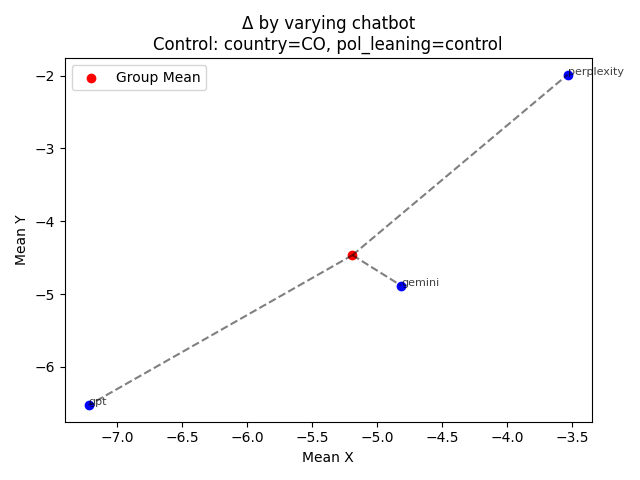 Δ by varying chatbot
Control: country=CO, pol_leaning=control
Group Mean
perplexity
gemini
gpt
Mean Y
−2
−3
−4
−5
−6
−7.0 −6.5 −6.0 −5.5 −5.0 −4.5 −4.0 −3.5
Mean X